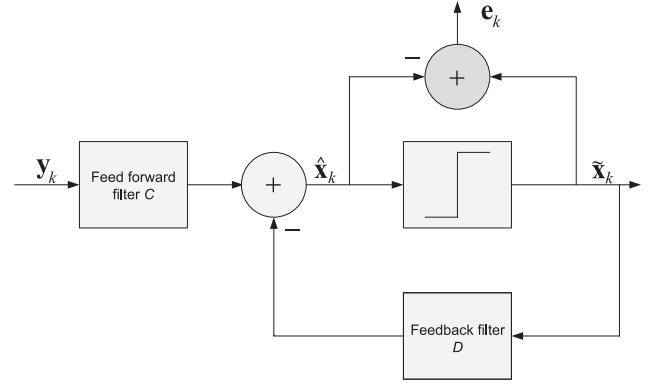 e_k
−
+
y_k
Feed forward
filter C
+
x̂_k
x̃_k
−
Feedback filter
D